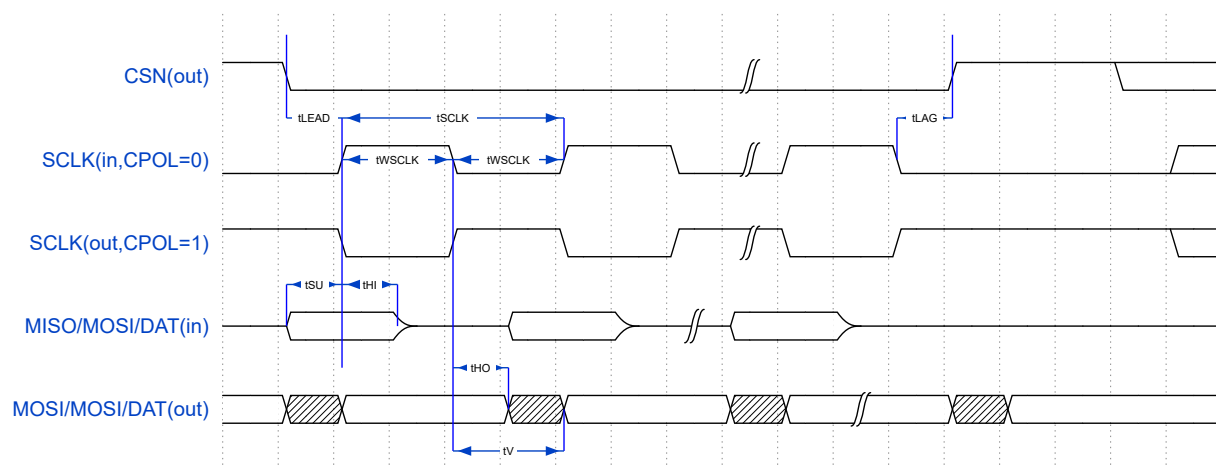 CSN(out)
tLEAD
tSCLK
tLAG
SCLK(in,CPOL=0)
tWSCLK
tWSCLK
SCLK(out,CPOL=1)
tSU
tHI
MISO/MOSI/DAT(in)
tHO
MOSI/MOSI/DAT(out)
tV